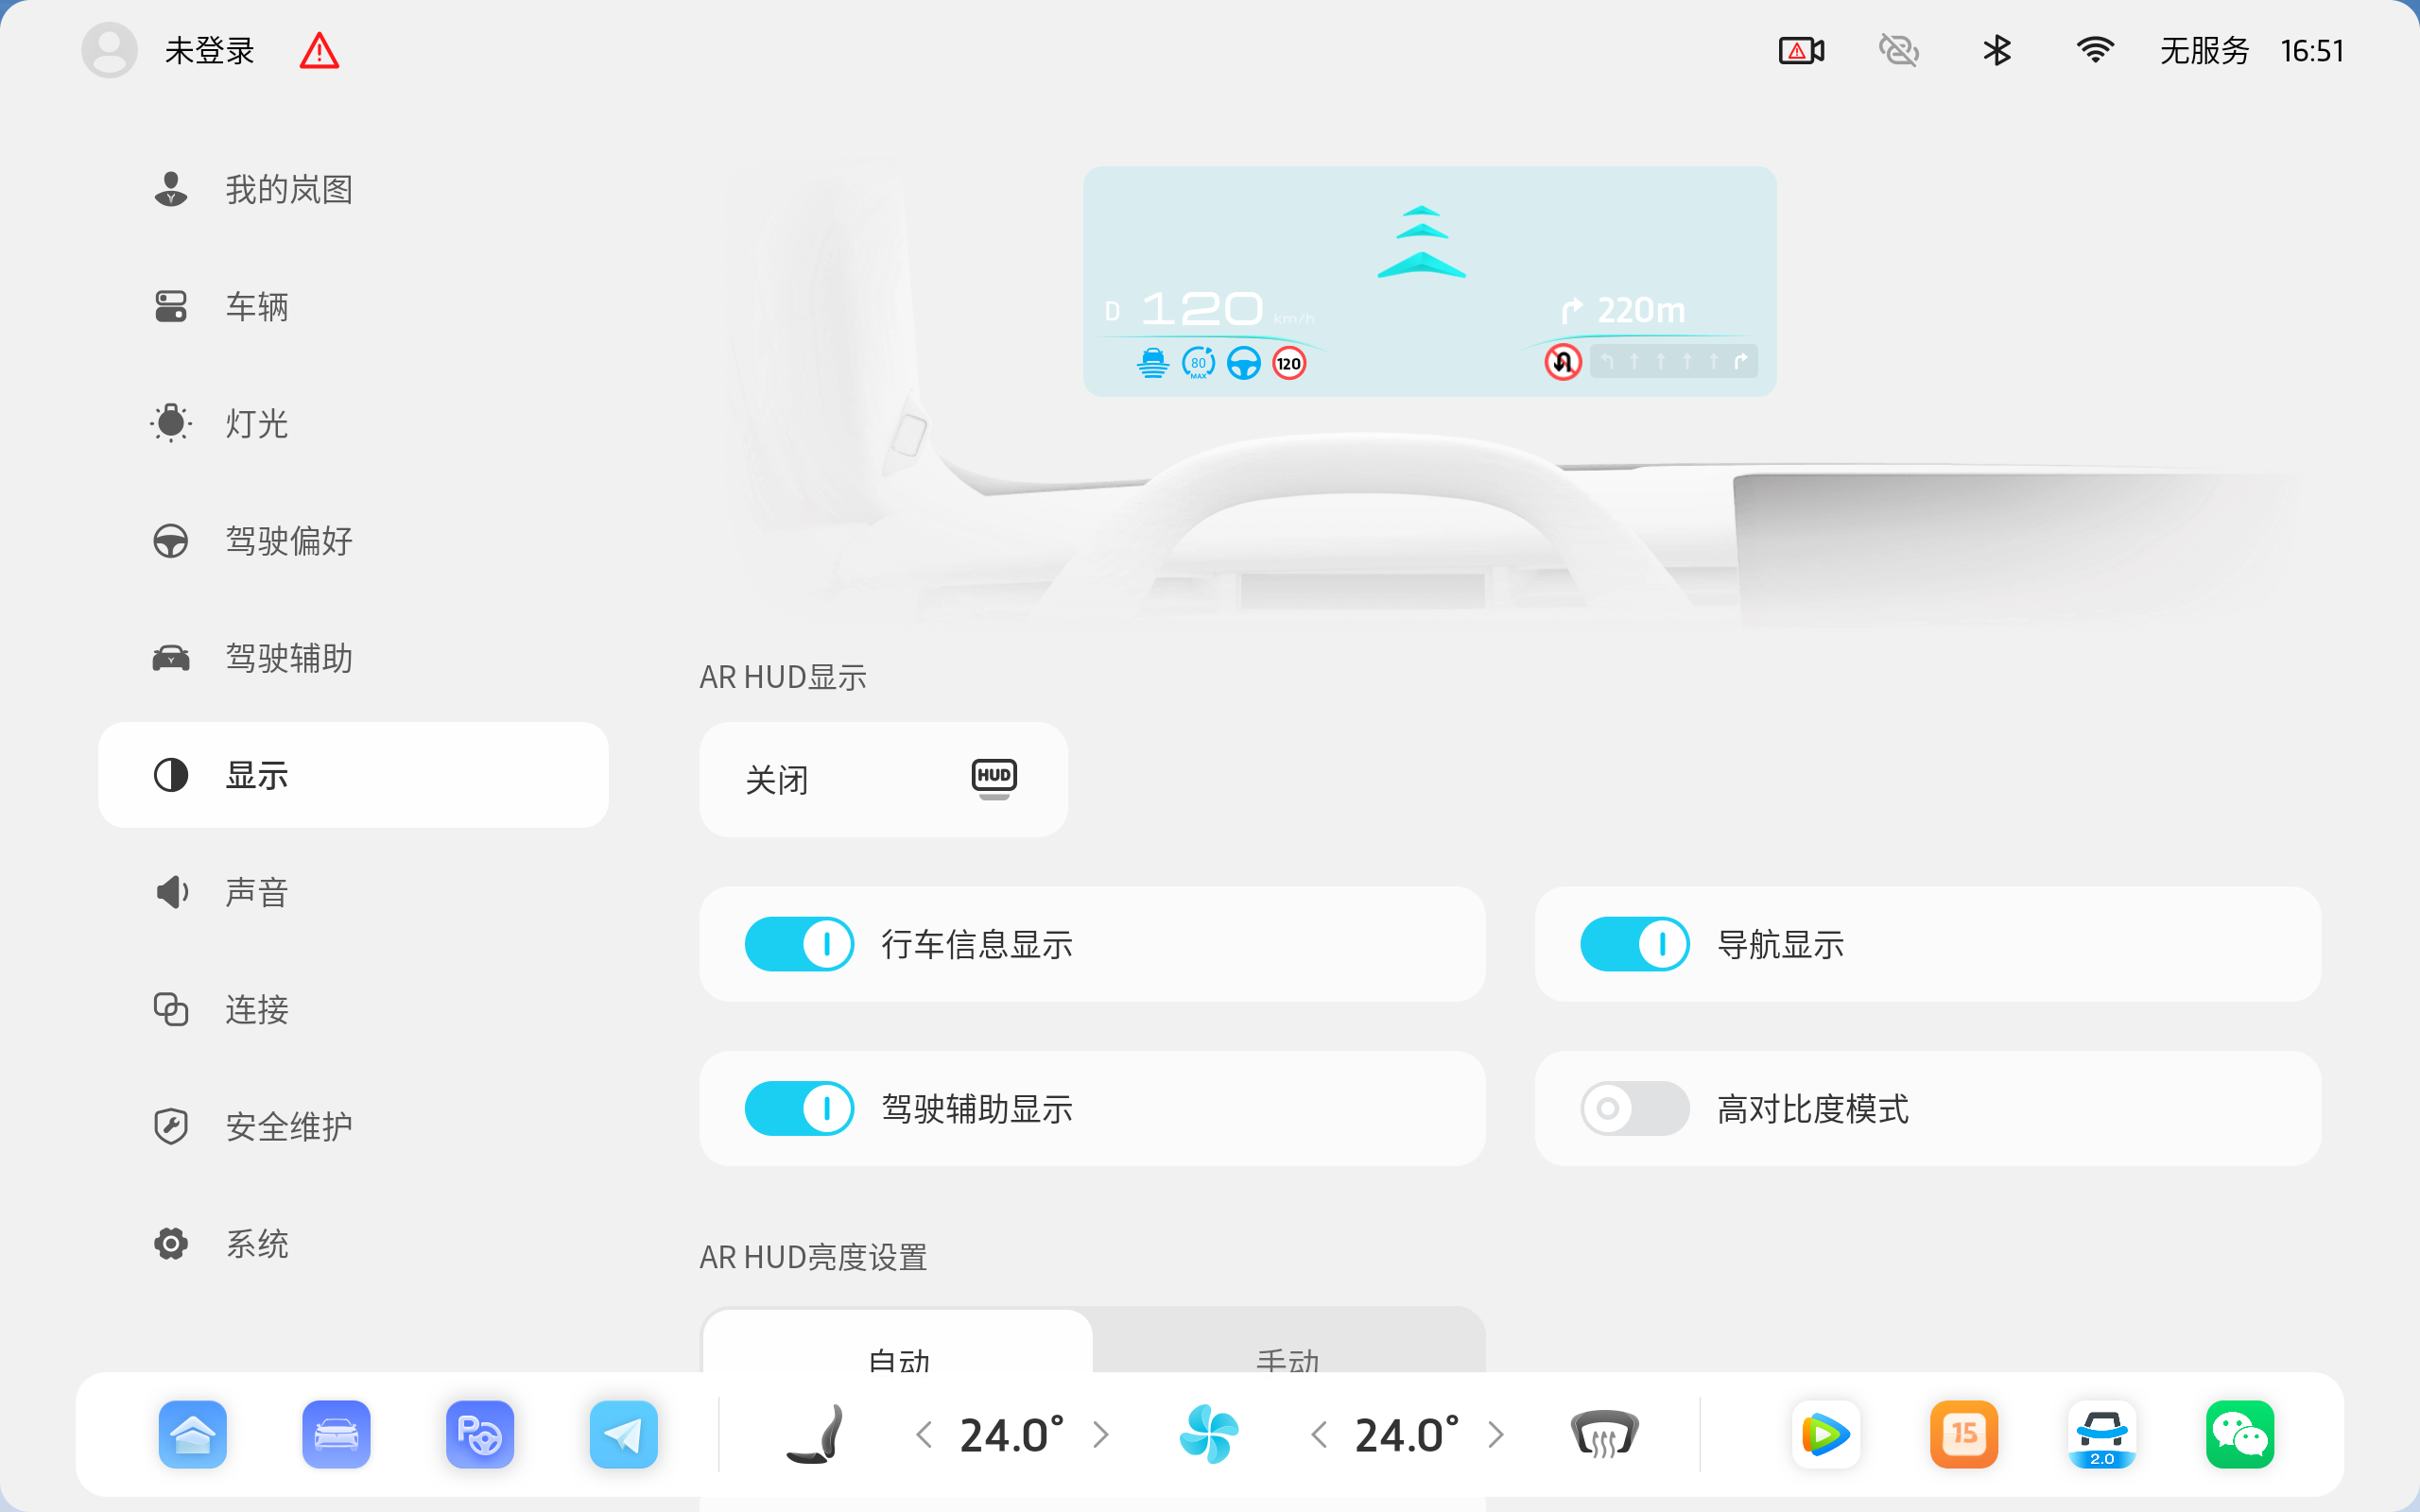 未登录
无服务 16:51
我的岚图
车辆
灯光
驾驶偏好
驾驶辅助
显示
声音
连接
安全维护
系统
D 120 km/h
220m
80 MAX
120
AR HUD显示
关闭
HUD
行车信息显示
导航显示
驾驶辅助显示
高对比度模式
AR HUD亮度设置
自动
手动
P
24.0°
24.0°
15
2.0